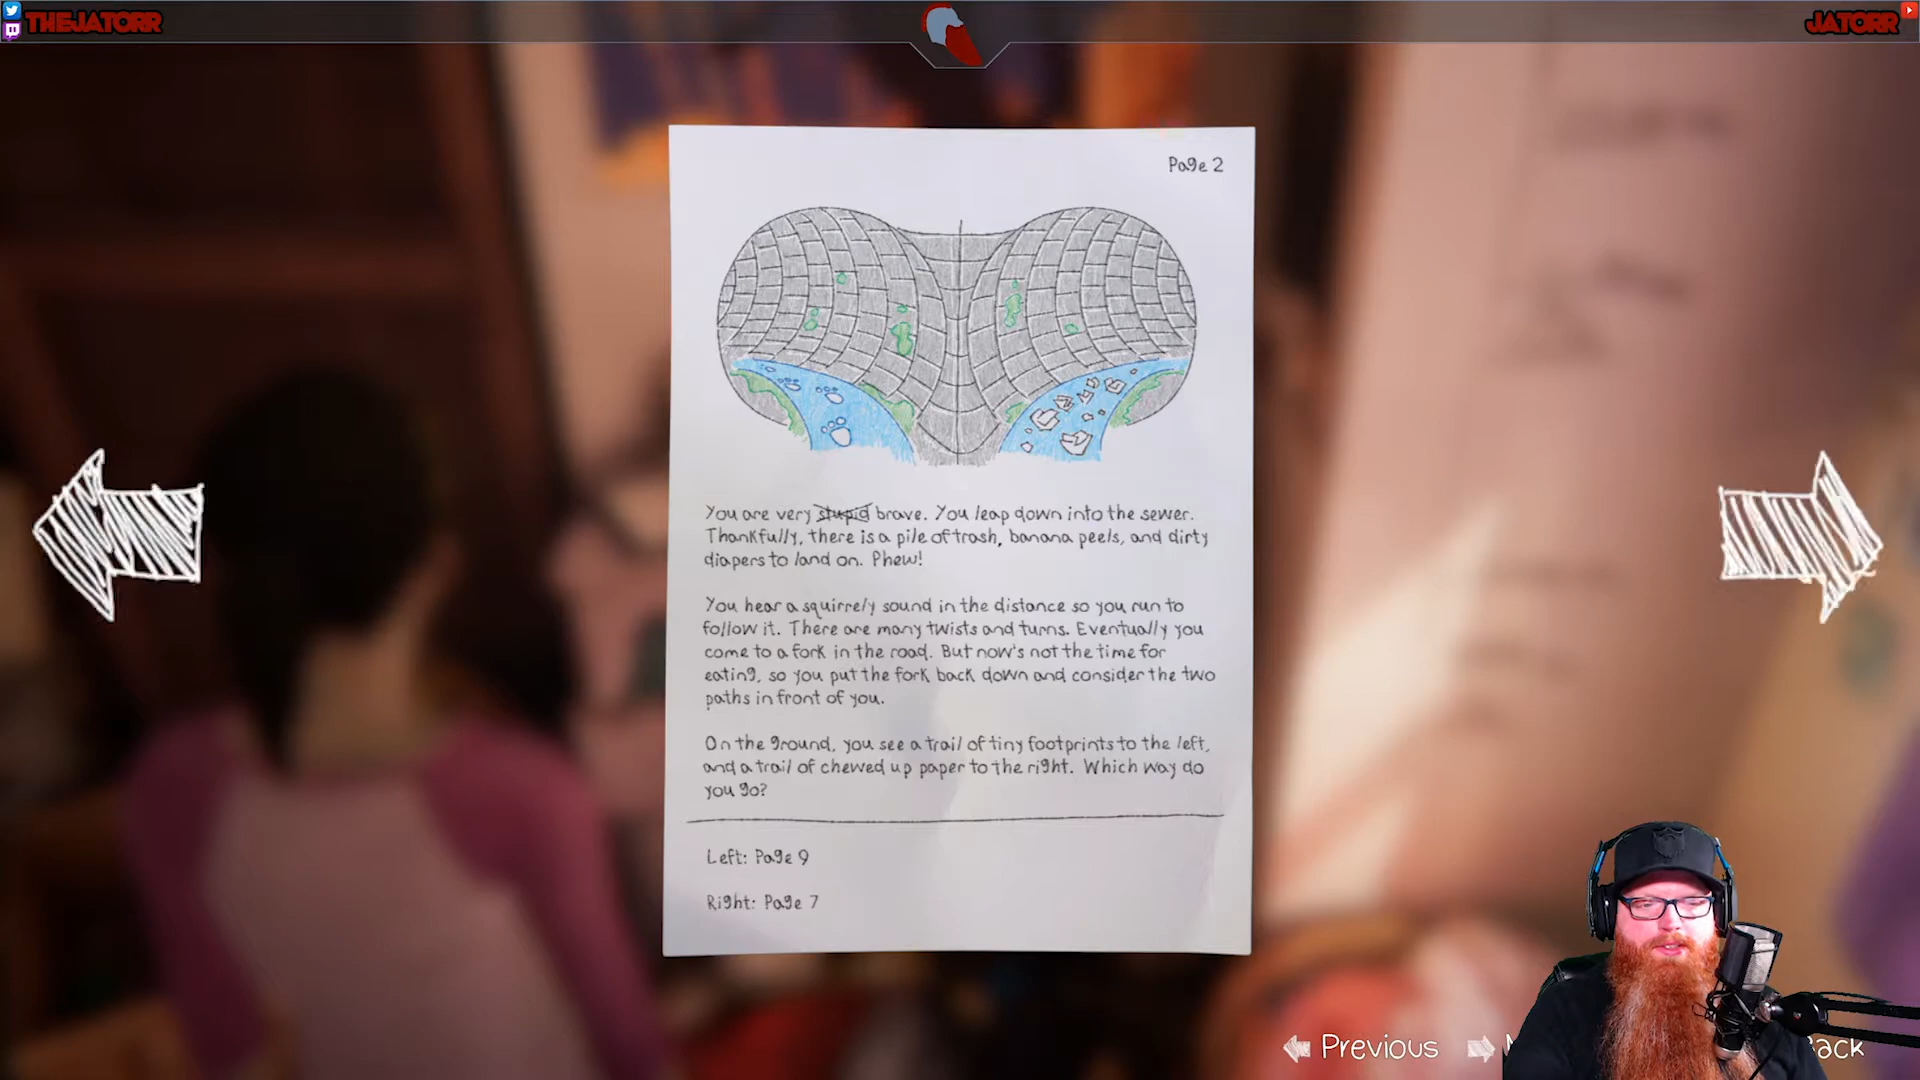 THEJATORR
JATORR
Page 2
You are very stupid brave. You leap down into the sewer.
Thankfully, there is a pile of trash, banana peels, and dirty
diapers to land on. Phew!
You hear a squirrely sound in the distance so you run to
follow it. There are many twists and turns. Eventually you
come to a fork in the road. But now's not the time for
eating, so you put the fork back down and consider the two
paths in front of you.
On the ground, you see a trail of tiny footprints to the left,
and a trail of chewed up paper to the right. Which way do
you go?
Left: Page 9
Right: Page 7
Previous